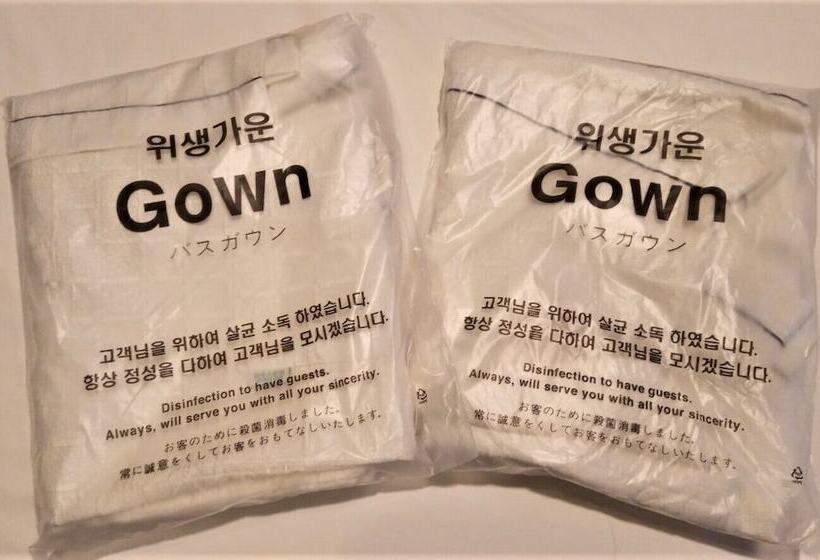 위생가운
Gown
バスガウン
고객님을 위하여 살균 소독 하였습니다.
항상 정성을 다하여 고객님을 모시겠습니다.
Disinfection to have guests.
Always, will serve you with all your sincerity.
お客のために殺菌消毒しました。
常に誠意をくしてお客をおもてなしいたします。
위생가운
Gown
バスガウン
고객님을 위하여 살균 소독 하였습니다.
항상 정성을 다하여 고객님을 모시겠습니다.
Disinfection to have guests.
Always, will serve you with all your sincerity.
お客のために殺菌消毒しました。
常に誠意をくしてお客をおもてなしいたします。